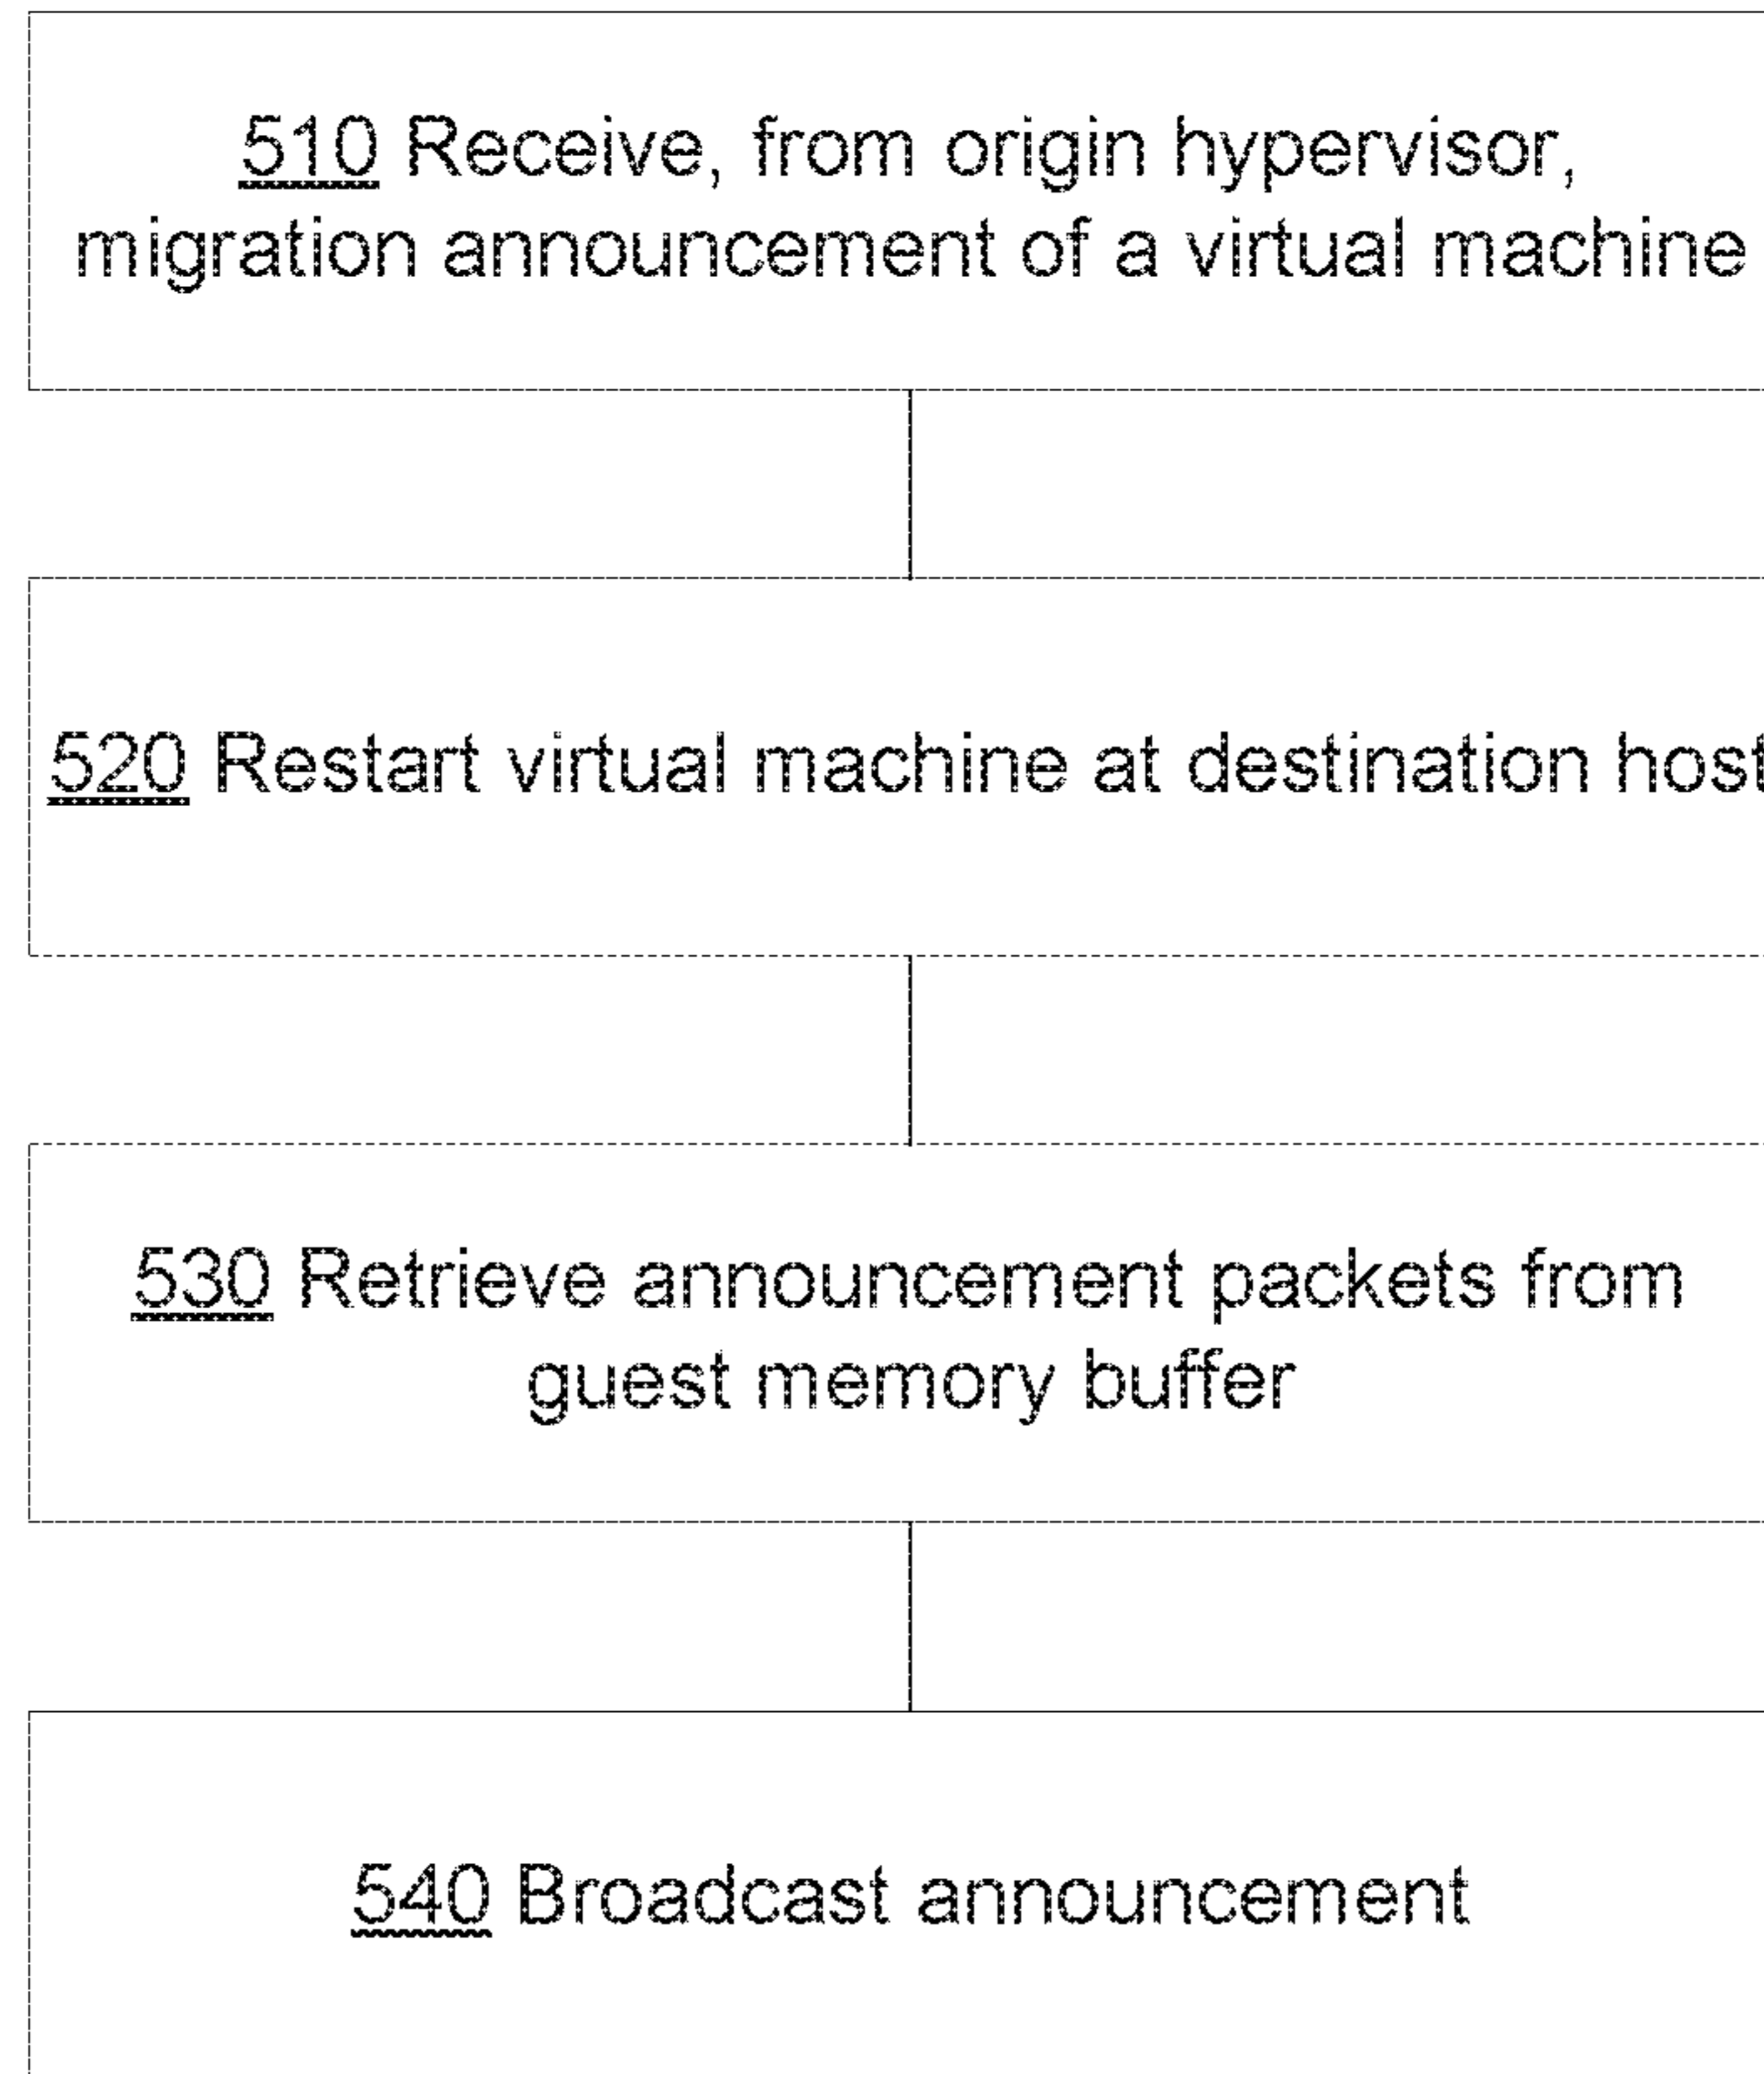 510 Receive, from origin hypervisor,
migration announcement of a virtual machine
520 Restart virtual machine at destination host
530 Retrieve announcement packets from
guest memory buffer
540 Broadcast announcement